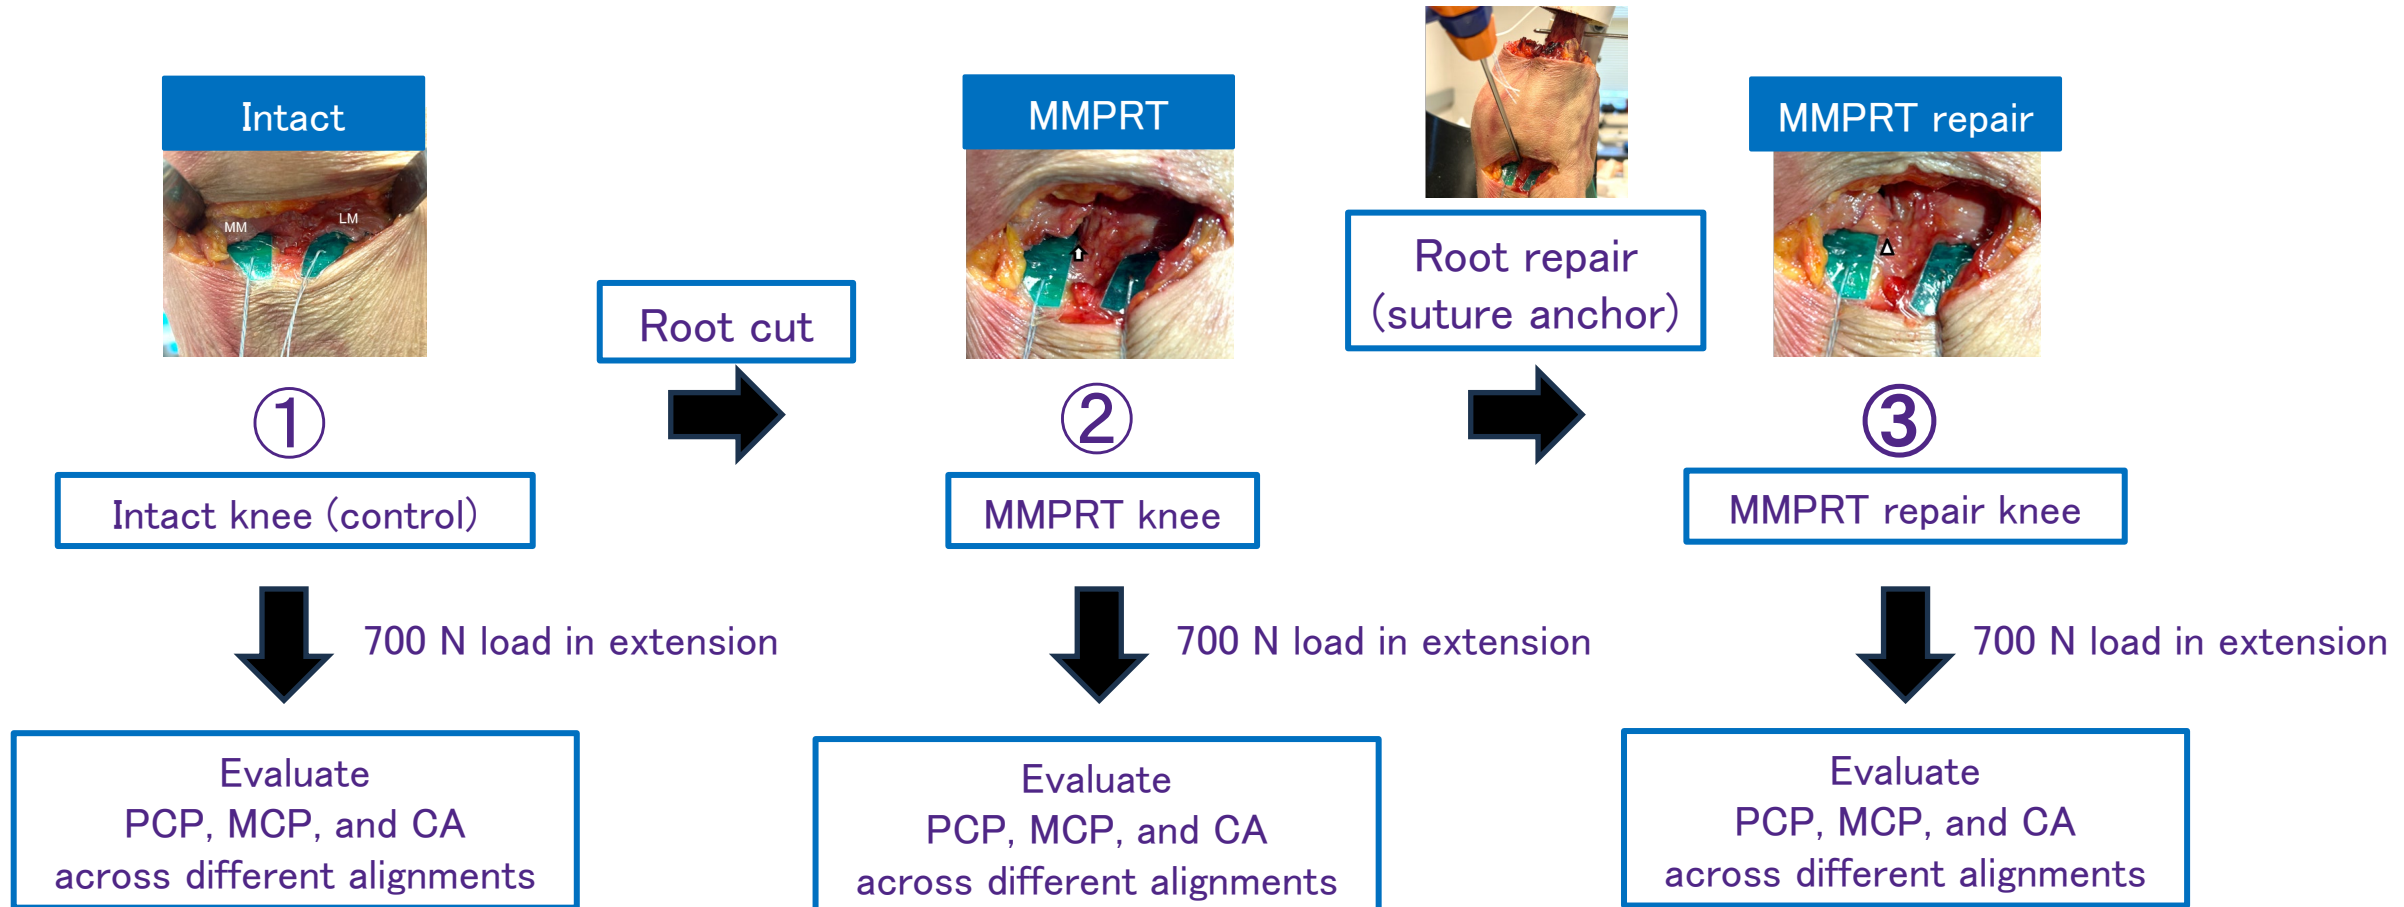 Intact
MM
LM
①
Intact knee (control)
700 N load in extension
Evaluate
PCP, MCP, and CA
across different alignments
Root cut
MMPRT
②
MMPRT knee
700 N load in extension
Evaluate
PCP, MCP, and CA
across different alignments
Root repair
(suture anchor)
MMPRT repair
③
MMPRT repair knee
700 N load in extension
Evaluate
PCP, MCP, and CA
across different alignments